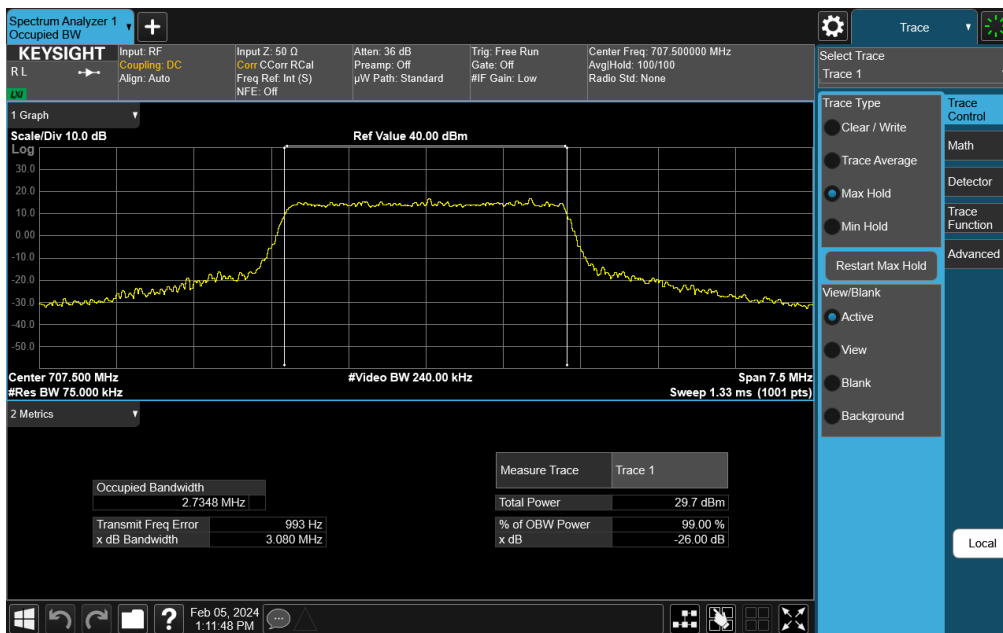 Spectrum Analyzer 1
Occupied BW
Trace
KEYSIGHT
R L
LXI
Input: RF
Coupling: DC
Align: Auto
Input Z: 50 Ω
Corr CCorr RCal
Freq Ref: Int (S)
NFE: Off
Atten: 36 dB
Preamp: Off
µW Path: Standard
Trig: Free Run
Gate: Off
#IF Gain: Low
Center Freq: 707.500000 MHz
Avg|Hold: 100/100
Radio Std: None
Select Trace
Trace 1
1 Graph
Scale/Div 10.0 dB
Ref Value 40.00 dBm
Log
30.0
20.0
10.0
0.00
-10.0
-20.0
-30.0
-40.0
-50.0
Center 707.500 MHz
#Video BW 240.00 kHz
Span 7.5 MHz
#Res BW 75.000 kHz
Sweep 1.33 ms (1001 pts)
2 Metrics
Occupied Bandwidth
2.7348 MHz
Transmit Freq Error 993 Hz
x dB Bandwidth 3.080 MHz
Measure Trace Trace 1
Total Power 29.7 dBm
% of OBW Power 99.00 %
x dB -26.00 dB
Trace Type
Clear / Write
Trace Average
Max Hold
Min Hold
Restart Max Hold
View/Blank
Active
View
Blank
Background
Trace
Control
Math
Detector
Trace
Function
Advanced
Local
?
Feb 05, 2024
1:11:48 PM